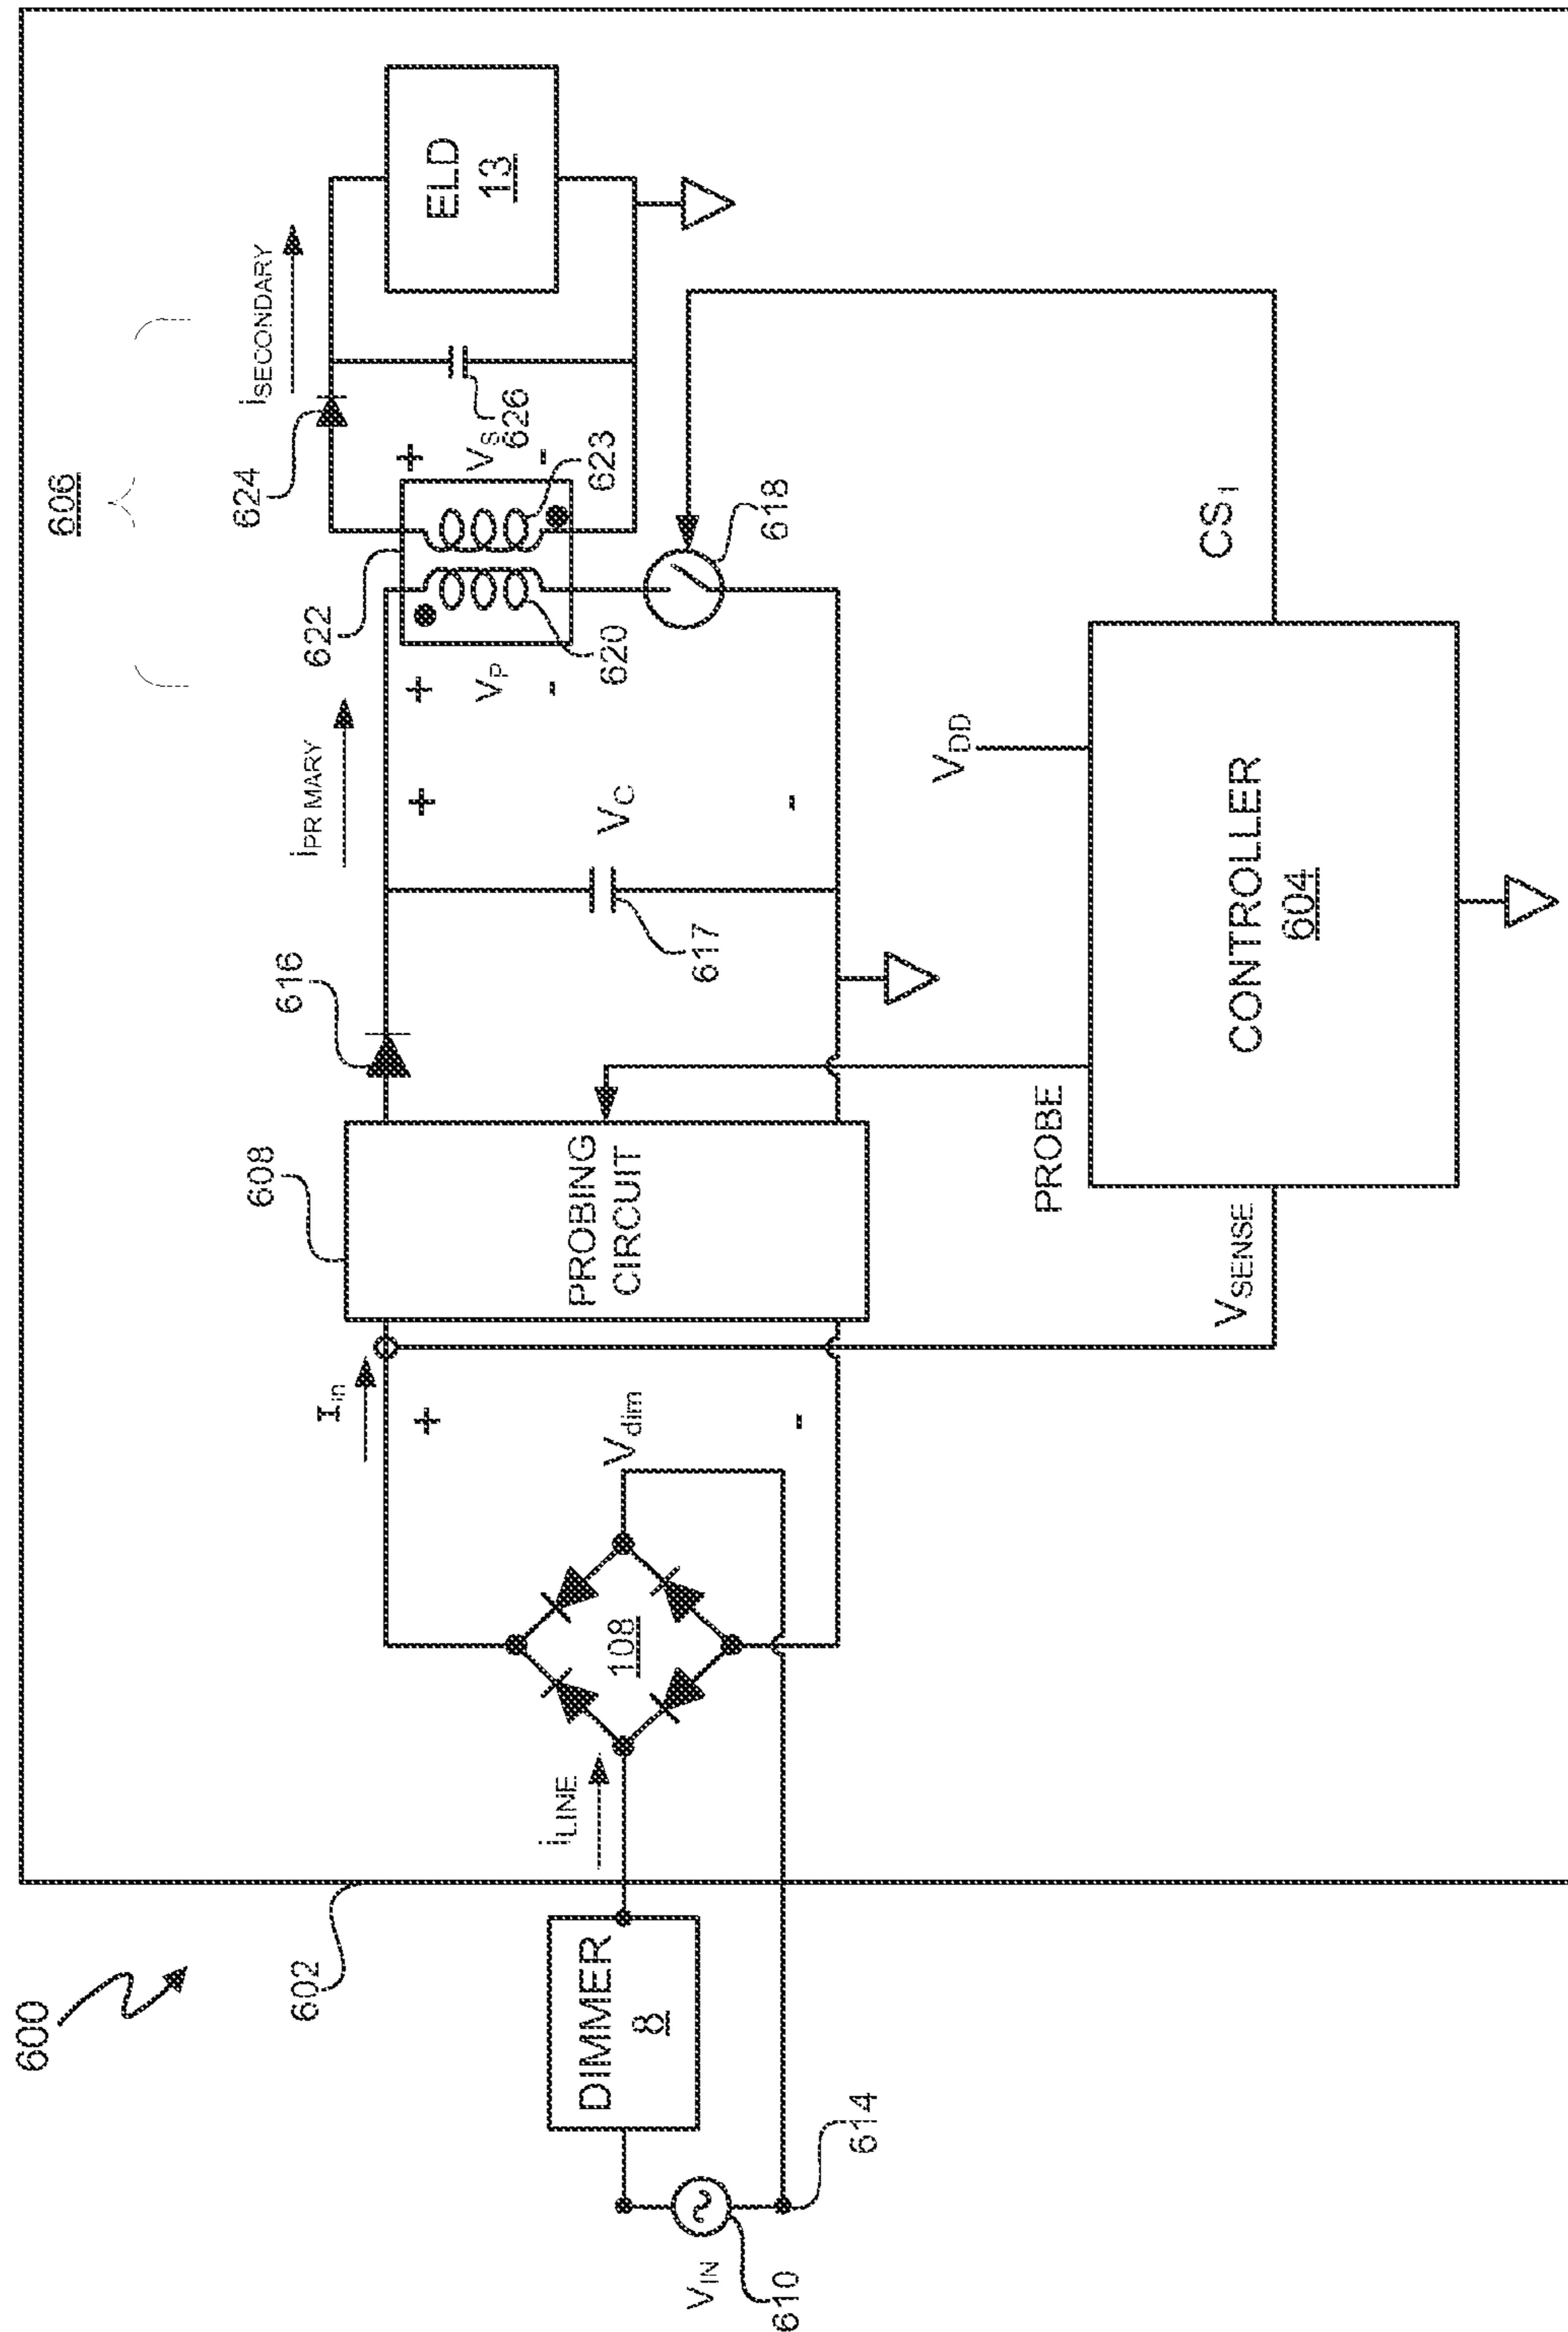 600
602
606
DIMMER
8
VIN
610
614
iLINE
108
Iin
+
Vdim
-
608
PROBING
CIRCUIT
616
617
+
VC
-
iPRIMARY
+
VP
-
622
620
624
+
VS
-
626
623
618
iSECONDARY
ELD
13
PROBE
VSENSE
VDD
CONTROLLER
604
CS1